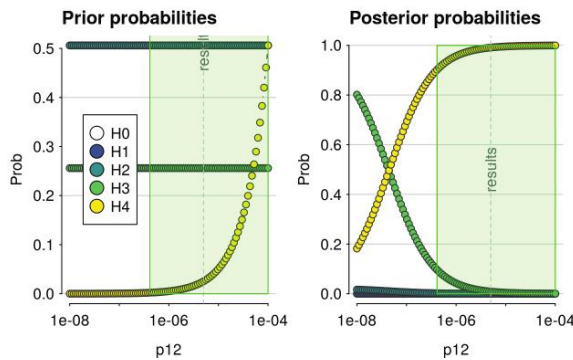 Prior probabilities
Posterior probabilities
Prob
0.5
0.4
0.3
0.2
0.1
0.0
H0
H1
H2
H3
H4
1e-08
1e-06
1e-04
p12
Prob
1.0
0.8
0.6
0.4
0.2
0.0
results
1e-08
1e-06
1e-04
p12